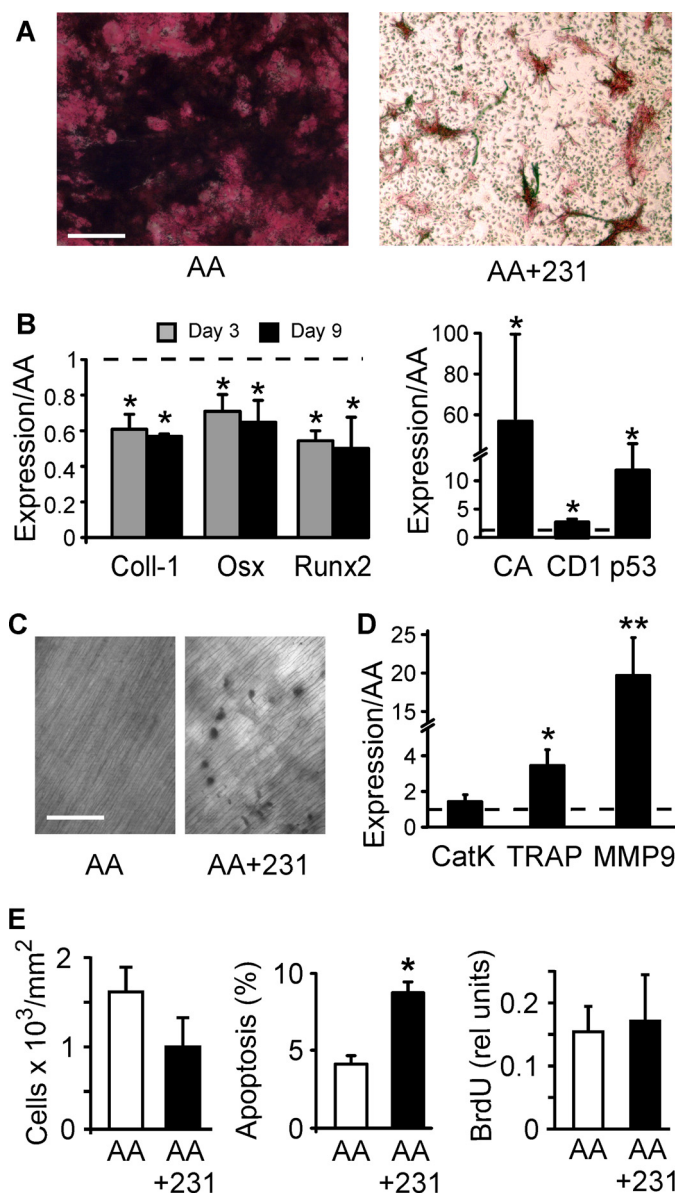 A
AA
AA+231
B
Day 3 Day 9
Expression/AA
1
0.8
0.6
0.4
0.2
0
Coll-1 Osx Runx2
* * * * * *
Expression/AA
100
80
60
10
5
0
CA CD1 p53
* * *
C
AA
AA+231
D
Expression/AA
25
20
15
4
2
0
CatK TRAP MMP9
* **
E
Cells x 10³/mm²
2
1
0
AA AA
+231
Apoptosis (%)
10
5
0
*
AA AA
+231
BrdU (rel units)
0.2
0.1
0
AA AA
+231